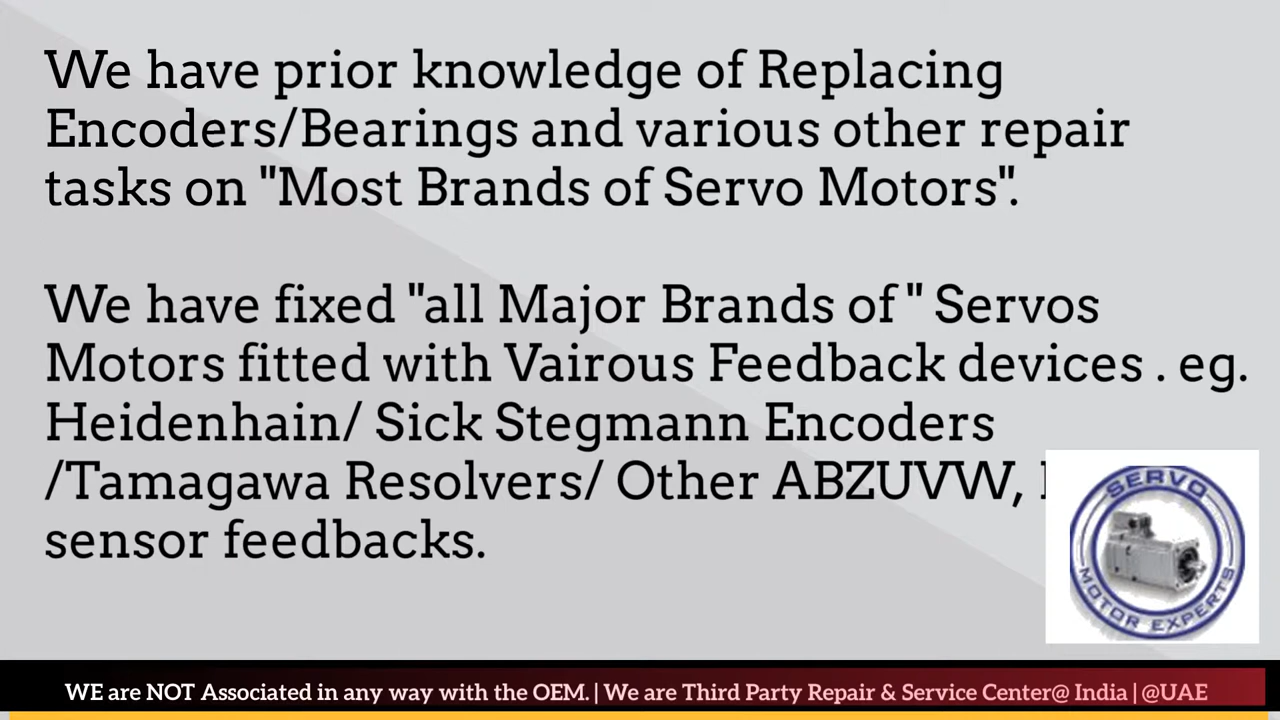 We have prior knowledge of Replacing
Encoders/Bearings and various other repair
tasks on "Most Brands of Servo Motors".
We have fixed "all Major Brands of " Servos
Motors fitted with Vairous Feedback devices . eg.
Heidenhain/ Sick Stegmann Encoders
/Tamagawa Resolvers/ Other ABZUVW,
sensor feedbacks.
SERVO
MOTOR EXPERTS
WE are NOT Associated in any way with the OEM. | We are Third Party Repair & Service Center@ India | @UAE